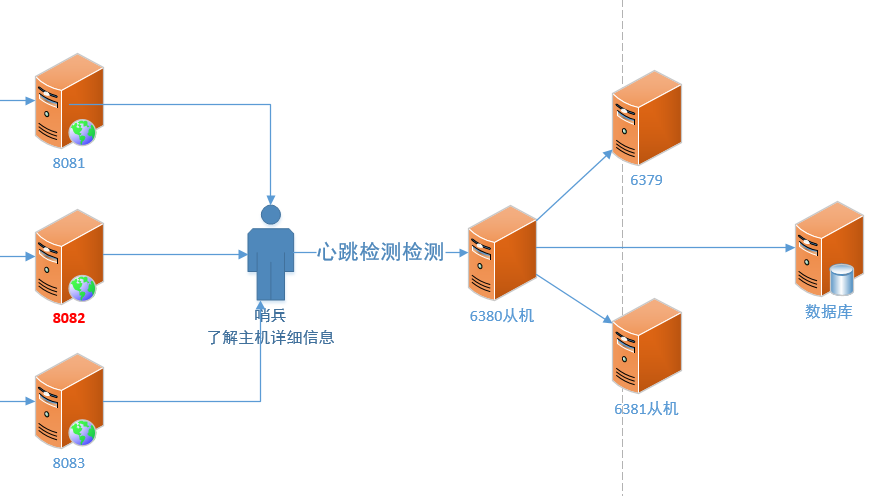 8081
8082
8083
哨兵
了解主机详细信息
心跳检测检测
6380从机
6379
6381从机
数据库